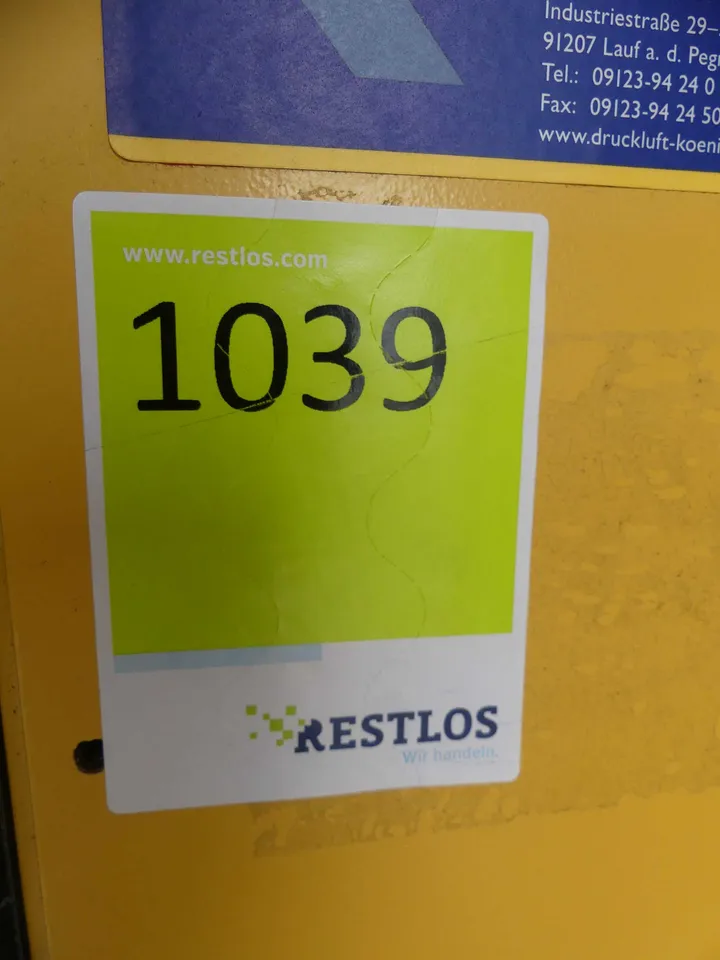 Industriestraße 29–
91207 Lauf a. d. Peg
Tel.: 09123-94 24 0
Fax: 09123-94 24 50
www.druckluft-koeni
www.restlos.com
1039
RESTLOS
Wir handeln.